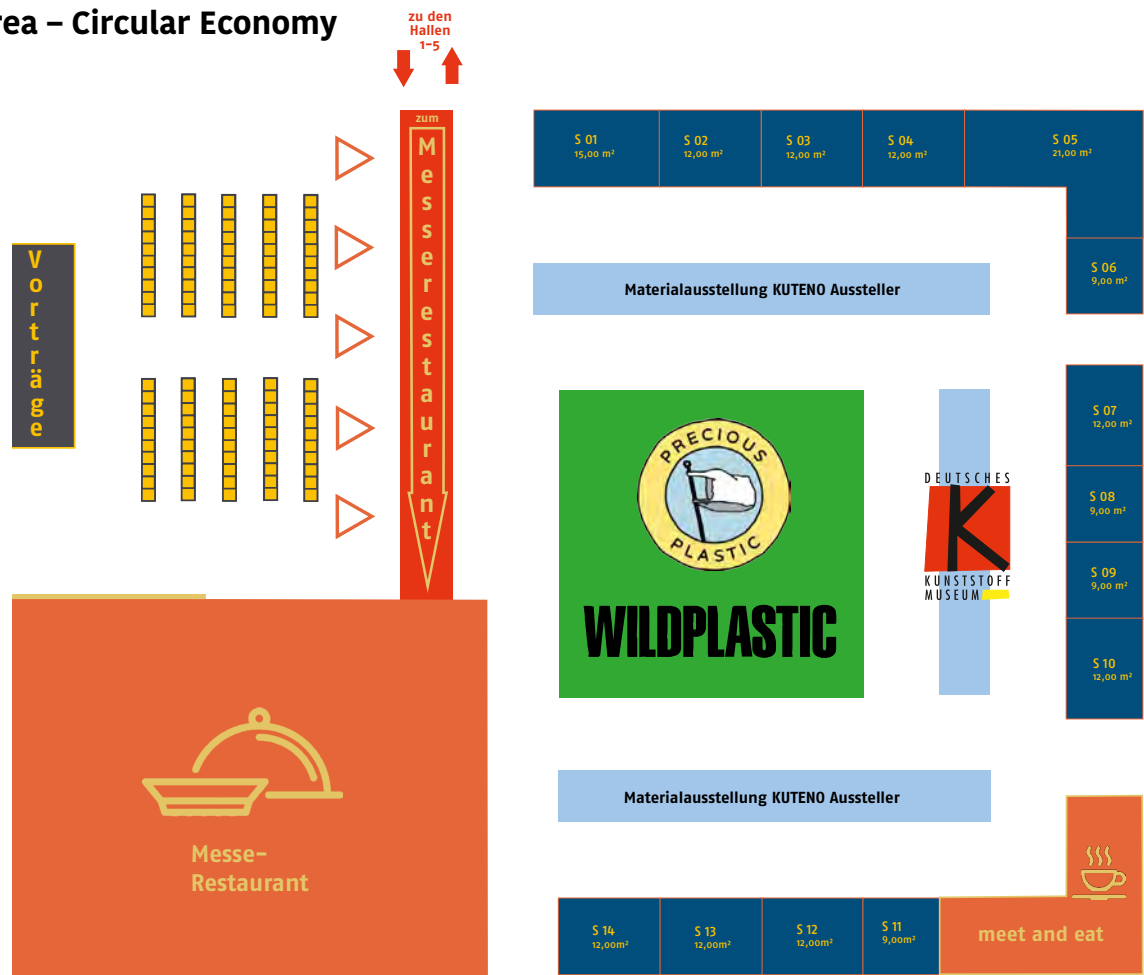 rea – Circular Economy
zu den
Hallen
1-5
zum
Messerestaurant
Vorträge
S 01
15,00 m²
S 02
12,00 m²
S 03
12,00 m²
S 04
12,00 m²
S 05
21,00 m²
S 06
9,00 m²
Materialausstellung KUTENO Aussteller
S 07
12,00 m²
S 08
9,00 m²
S 09
9,00 m²
S 10
12,00 m²
PRECIOUS
PLASTIC
WILDPLASTIC
DEUTSCHES
K
KUNSTSTOFF
MUSEUM
Materialausstellung KUTENO Aussteller
Messe-
Restaurant
S 14
12,00m²
S 13
12,00m²
S 12
12,00m²
S 11
9,00m²
meet and eat